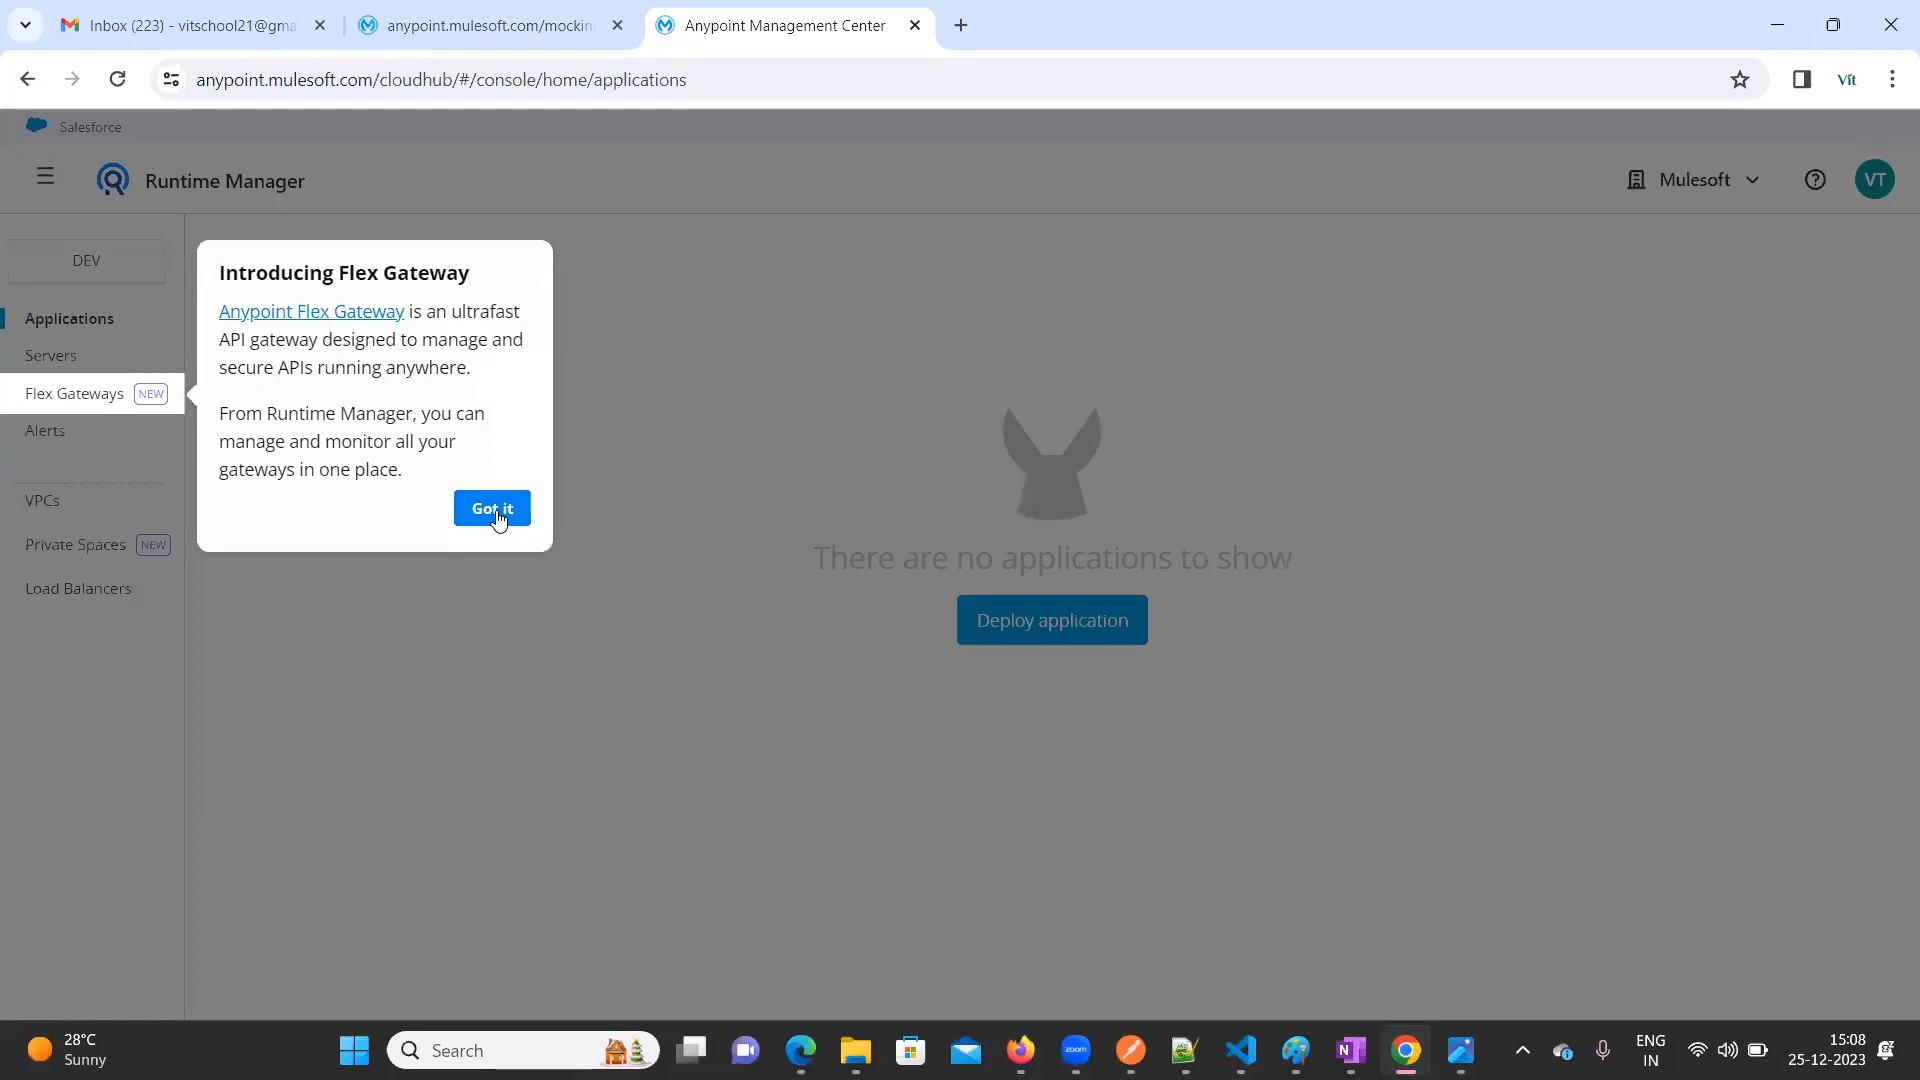 Inbox (223) - vitschool21@gma
anypoint.mulesoft.com/mockin
Anypoint Management Center
anypoint.mulesoft.com/cloudhub/#/console/home/applications
Vit
Salesforce
Runtime Manager
Mulesoft
VT
DEV
Applications
Servers
Flex Gateways NEW
Alerts
VPCs
Private Spaces NEW
Load Balancers
Introducing Flex Gateway
Anypoint Flex Gateway is an ultrafast
API gateway designed to manage and
secure APIs running anywhere.
From Runtime Manager, you can
manage and monitor all your
gateways in one place.
Got it
There are no applications to show
Deploy application
28°C
Sunny
Search
zoom
ENG
IN
15:08
25-12-2023